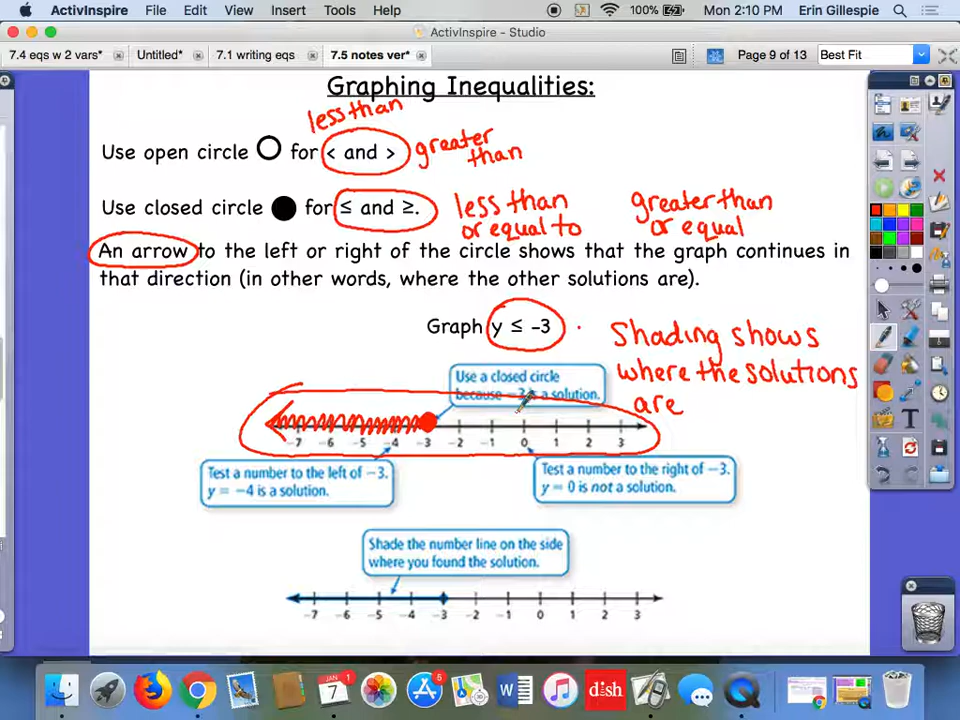 ActivInspire File Edit View Insert Tools Help 100% Mon 2:10 PM Erin Gillespie
ActivInspire - Studio
7.4 eqs w 2 vars* Untitled* 7.1 writing eqs 7.5 notes ver* Page 9 of 13 Best Fit
Graphing Inequalities:
less than
Use open circle for < and > greater than
Use closed circle for ≤ and ≥. less than or equal to greater than or equal
An arrow to the left or right of the circle shows that the graph continues in
that direction (in other words, where the other solutions are).
Graph y ≤ -3
Shading shows
where the solutions
are
Use a closed circle
because −3 is a solution.
-7 -6 -5 -4 -3 -2 -1 0 1 2 3
Test a number to the left of −3.
y = −4 is a solution.
Test a number to the right of −3.
y = 0 is not a solution.
Shade the number line on the side
where you found the solution.
-7 -6 -5 -4 -3 -2 -1 0 1 2 3
JAN
7
1
5
W
dish